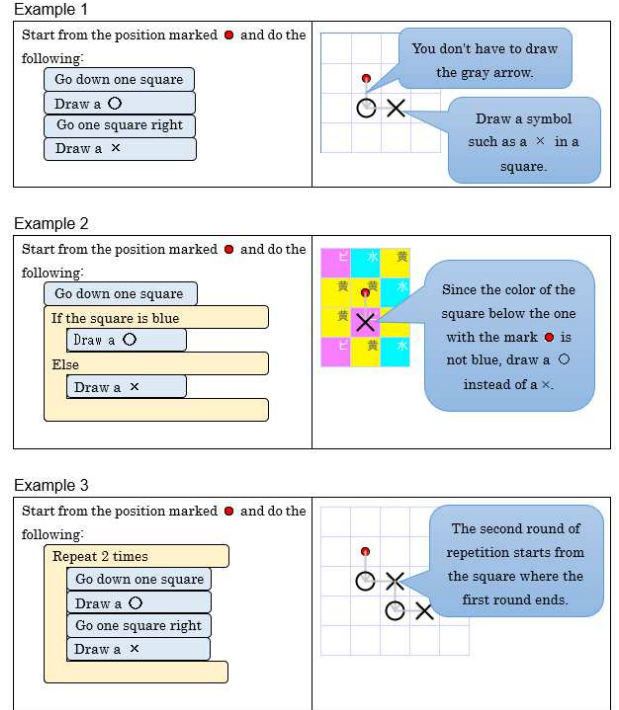 Example 1
Start from the position marked ● and do the
following:
Go down one square
Draw a ○
Go one square right
Draw a ×
You don't have to draw
the gray arrow.
Draw a symbol
such as a × in a
square.
Example 2
Start from the position marked ● and do the
following:
Go down one square
If the square is blue
Draw a ○
Else
Draw a ×
ピ 水 黄
黄 黄 水
黄
ピ 黄 水
Since the color of the
square below the one
with the mark ● is
not blue, draw a ○
instead of a ×.
Example 3
Start from the position marked ● and do the
following:
Repeat 2 times
Go down one square
Draw a ○
Go one square right
Draw a ×
The second round of
repetition starts from
the square where the
first round ends.